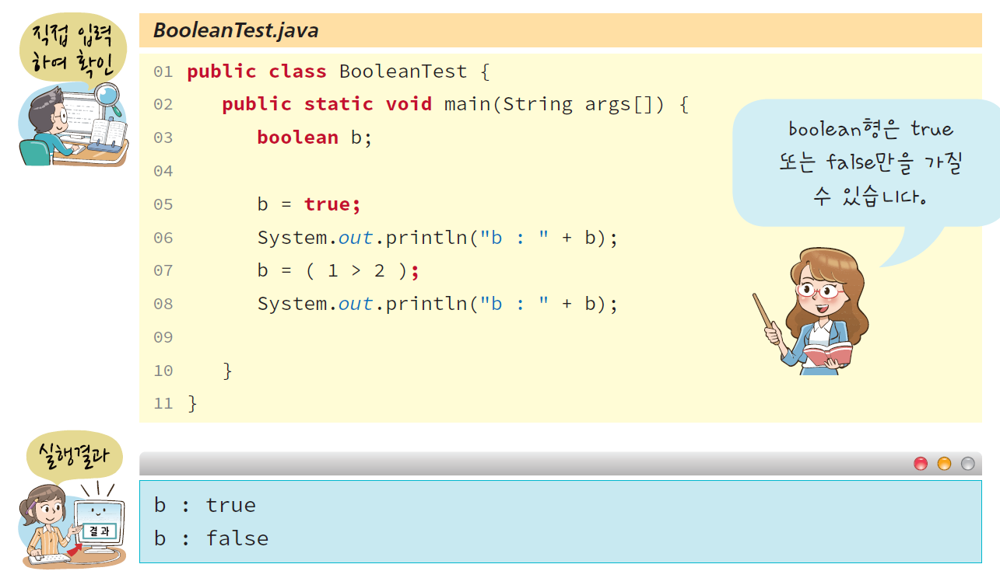 직접 입력
하여 확인
BooleanTest.java
01 public class BooleanTest {
02 public static void main(String args[]) {
03 boolean b;
04
05 b = true;
06 System.out.println("b : " + b);
07 b = ( 1 > 2 );
08 System.out.println("b : " + b);
09
10 }
11 }
boolean형은 true
또는 false만을 가질
수 있습니다.
실행결과
결과
b : true
b : false